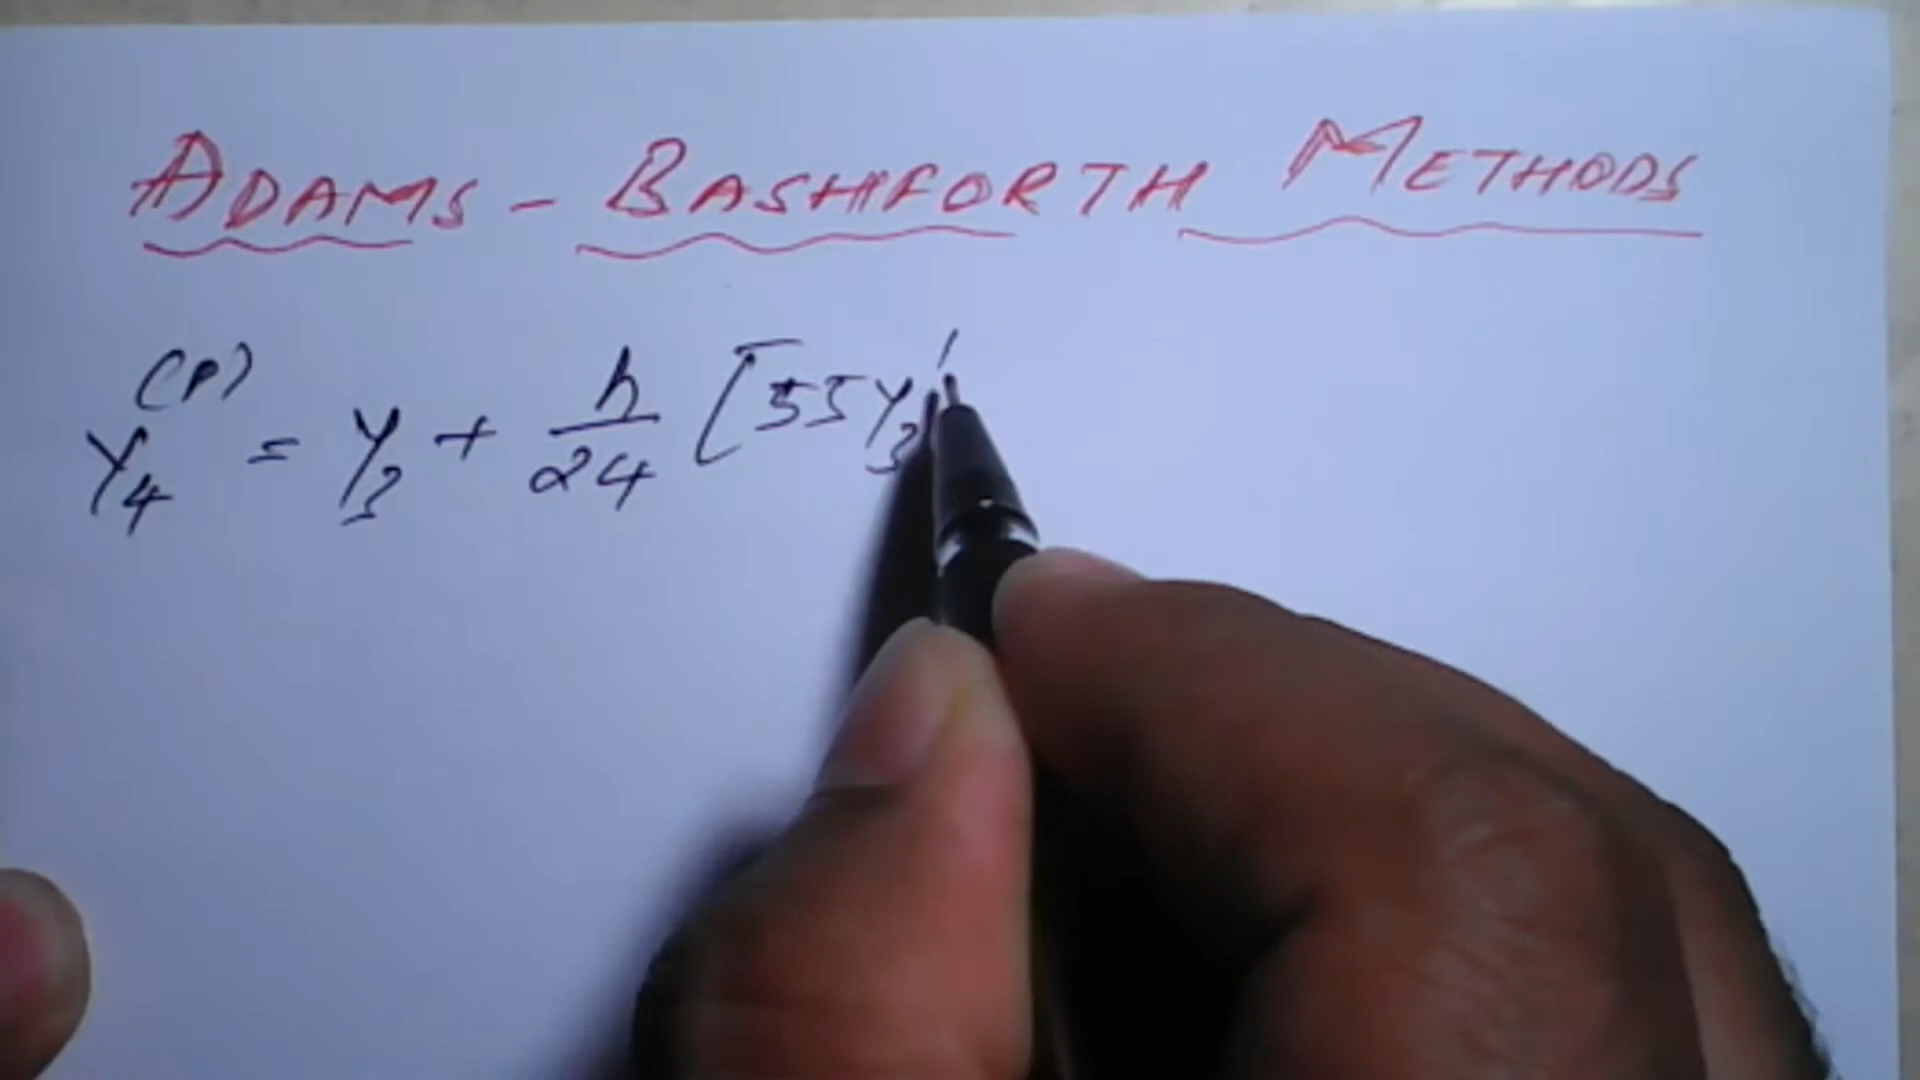 ADAMS - BASHFORTH METHODS
y₄⁽ᴾ⁾ = y₃ + h/24 [55y₃'